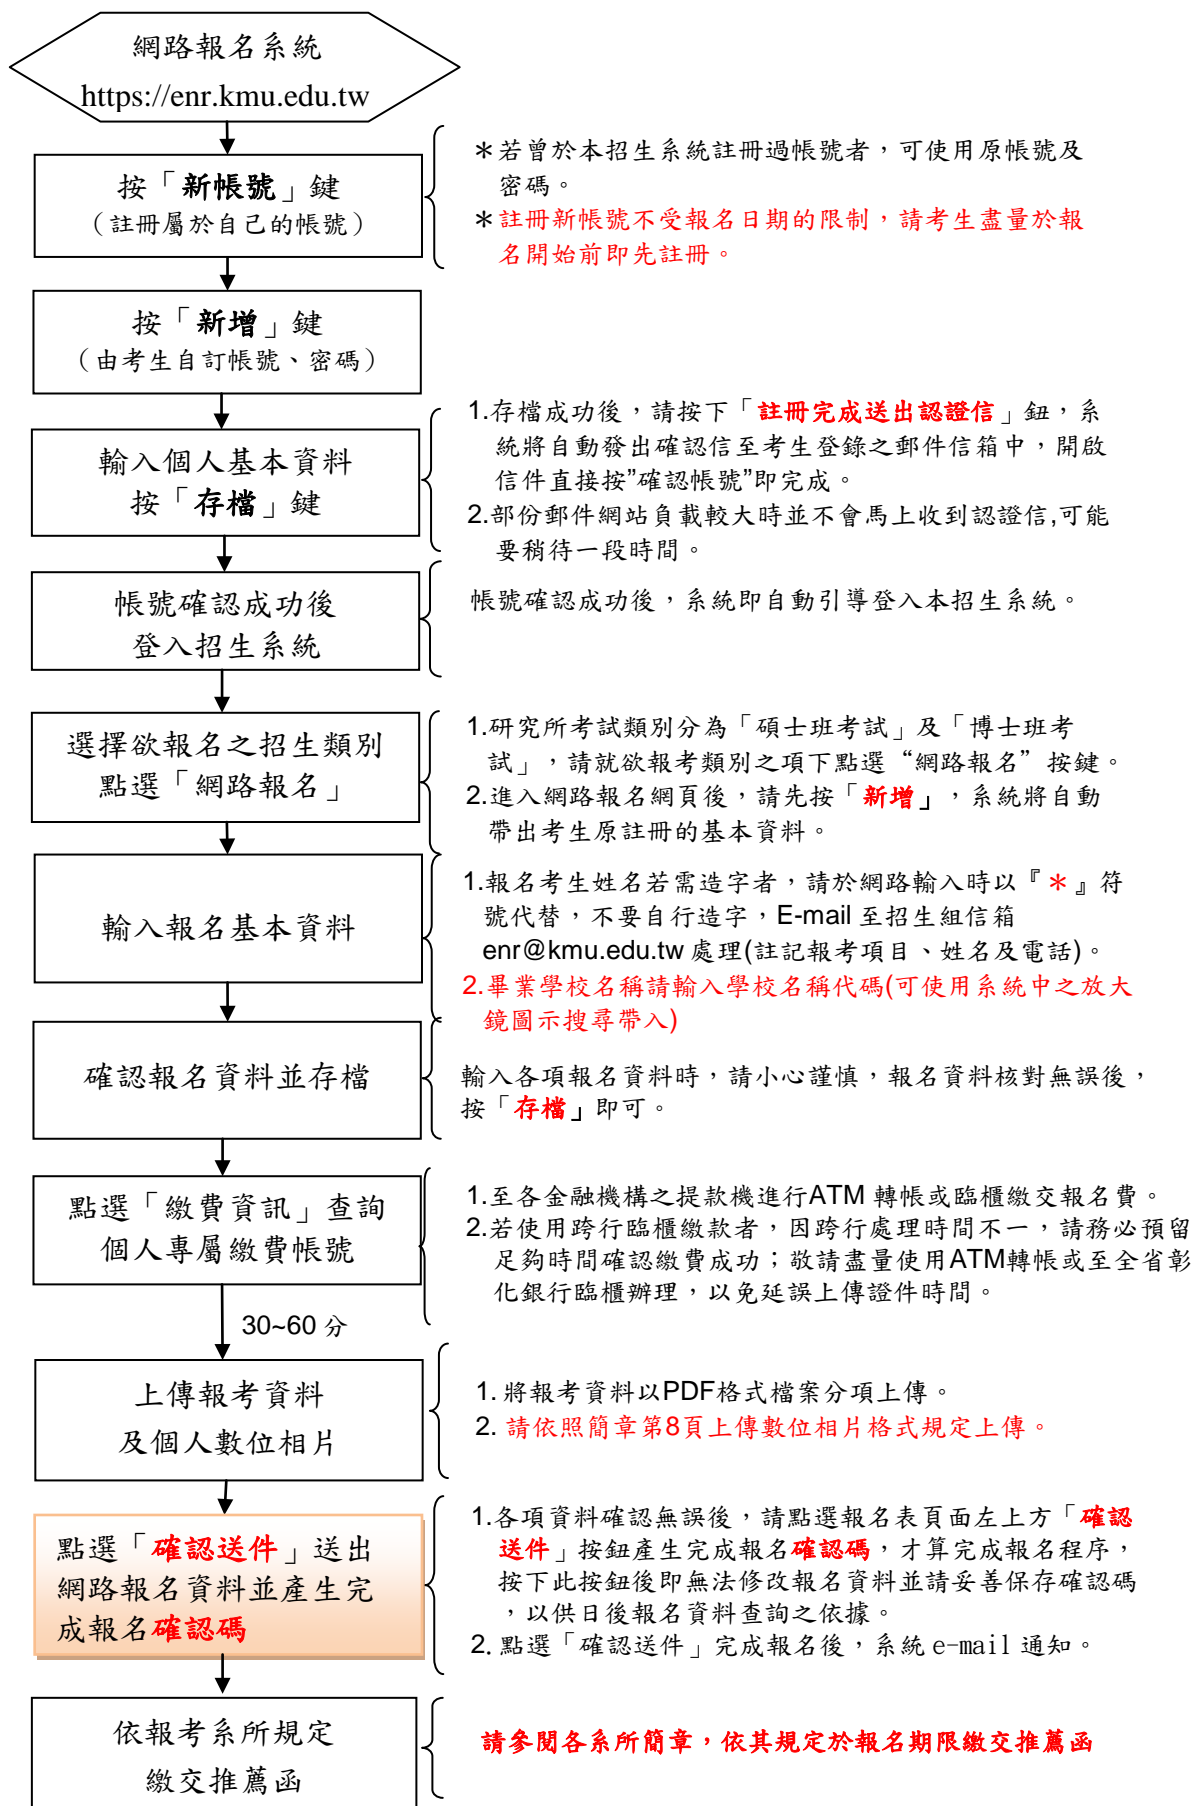 網路報名系統
https://enr.kmu.edu.tw
按「新帳號」鍵
（註冊屬於自己的帳號）
＊若曾於本招生系統註冊過帳號者，可使用原帳號及
密碼。
＊註冊新帳號不受報名日期的限制，請考生盡量於報
名開始前即先註冊。
按「新增」鍵
（由考生自訂帳號、密碼）
輸入個人基本資料
按「存檔」鍵
1.存檔成功後，請按下「註冊完成送出認證信」鈕，系
統將自動發出確認信至考生登錄之郵件信箱中，開啟
信件直接按”確認帳號”即完成。
2.部份郵件網站負載較大時並不會馬上收到認證信,可能
要稍待一段時間。
帳號確認成功後
登入招生系統
帳號確認成功後，系統即自動引導登入本招生系統。
選擇欲報名之招生類別
點選「網路報名」
1.研究所考試類別分為「碩士班考試」及「博士班考
試」，請就欲報考類別之項下點選“網路報名”按鍵。
2.進入網路報名網頁後，請先按「新增」，系統將自動
帶出考生原註冊的基本資料。
輸入報名基本資料
1.報名考生姓名若需造字者，請於網路輸入時以『＊』符
號代替，不要自行造字，E-mail 至招生組信箱
enr@kmu.edu.tw 處理(註記報考項目、姓名及電話)。
2.畢業學校名稱請輸入學校名稱代碼(可使用系統中之放大
鏡圖示搜尋帶入)
確認報名資料並存檔
輸入各項報名資料時，請小心謹慎，報名資料核對無誤後，
按「存檔」即可。
點選「繳費資訊」查詢
個人專屬繳費帳號
1.至各金融機構之提款機進行ATM 轉帳或臨櫃繳交報名費。
2.若使用跨行臨櫃繳款者，因跨行處理時間不一，請務必預留
足夠時間確認繳費成功；敬請盡量使用ATM轉帳或至全省彰
化銀行臨櫃辦理，以免延誤上傳證件時間。
30~60 分
上傳報考資料
及個人數位相片
1. 將報考資料以PDF格式檔案分項上傳。
2. 請依照簡章第8頁上傳數位相片格式規定上傳。
點選「確認送件」送出
網路報名資料並產生完
成報名確認碼
1.各項資料確認無誤後，請點選報名表頁面左上方「確認
送件」按鈕產生完成報名確認碼，才算完成報名程序，
按下此按鈕後即無法修改報名資料並請妥善保存確認碼
，以供日後報名資料查詢之依據。
2. 點選「確認送件」完成報名後，系統 e-mail 通知。
依報考系所規定
繳交推薦函
請參閱各系所簡章，依其規定於報名期限繳交推薦函